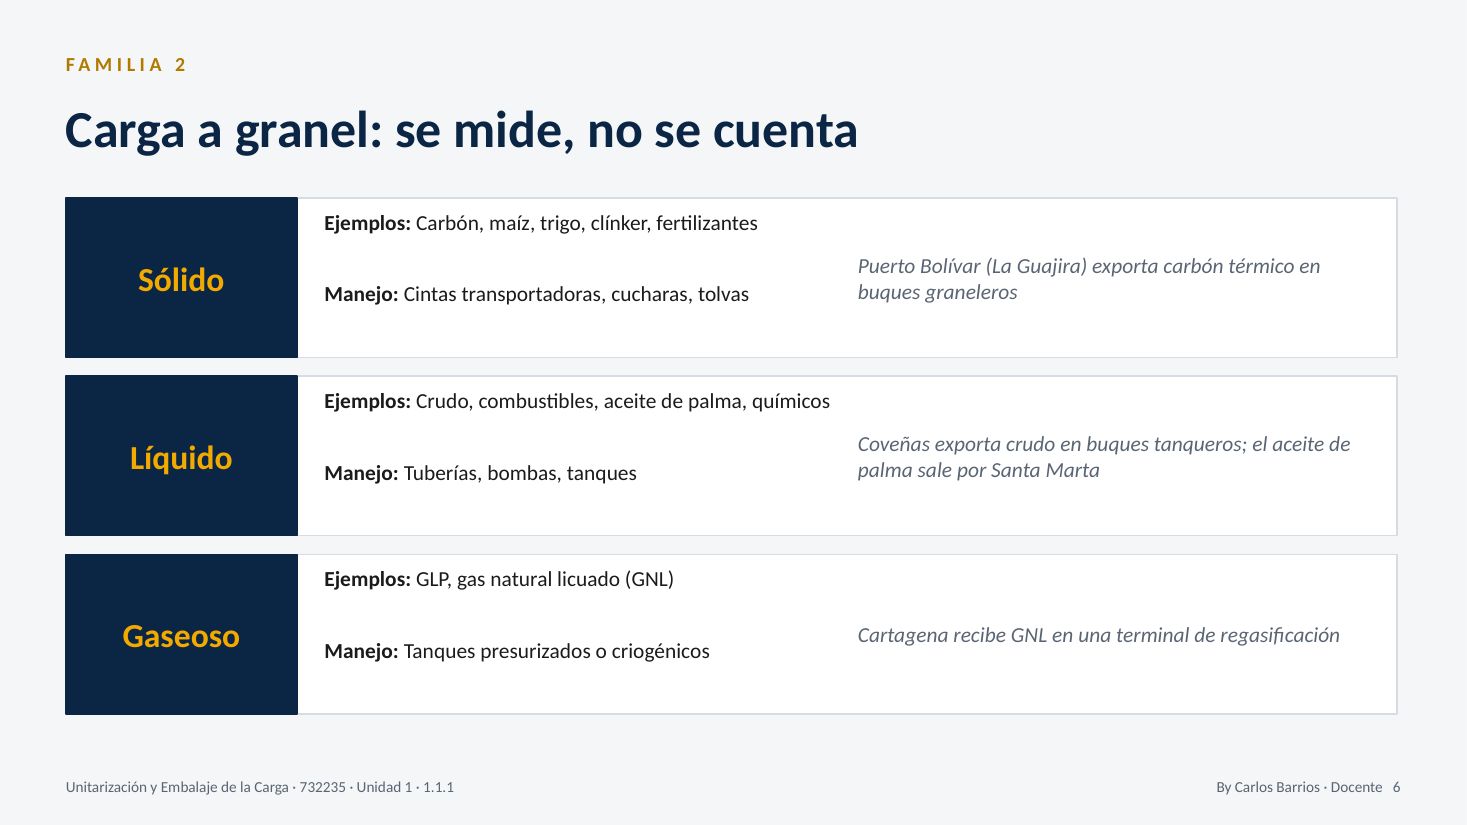 FAMILIA 2
Carga a granel: se mide, no se cuenta
Sólido
Ejemplos: Carbón, maíz, trigo, clínker, fertilizantes
Manejo: Cintas transportadoras, cucharas, tolvas
Puerto Bolívar (La Guajira) exporta carbón térmico en
buques graneleros
Líquido
Ejemplos: Crudo, combustibles, aceite de palma, químicos
Manejo: Tuberías, bombas, tanques
Coveñas exporta crudo en buques tanqueros; el aceite de
palma sale por Santa Marta
Gaseoso
Ejemplos: GLP, gas natural licuado (GNL)
Manejo: Tanques presurizados o criogénicos
Cartagena recibe GNL en una terminal de regasificación
Unitarización y Embalaje de la Carga · 732235 · Unidad 1 · 1.1.1
By Carlos Barrios · Docente 6